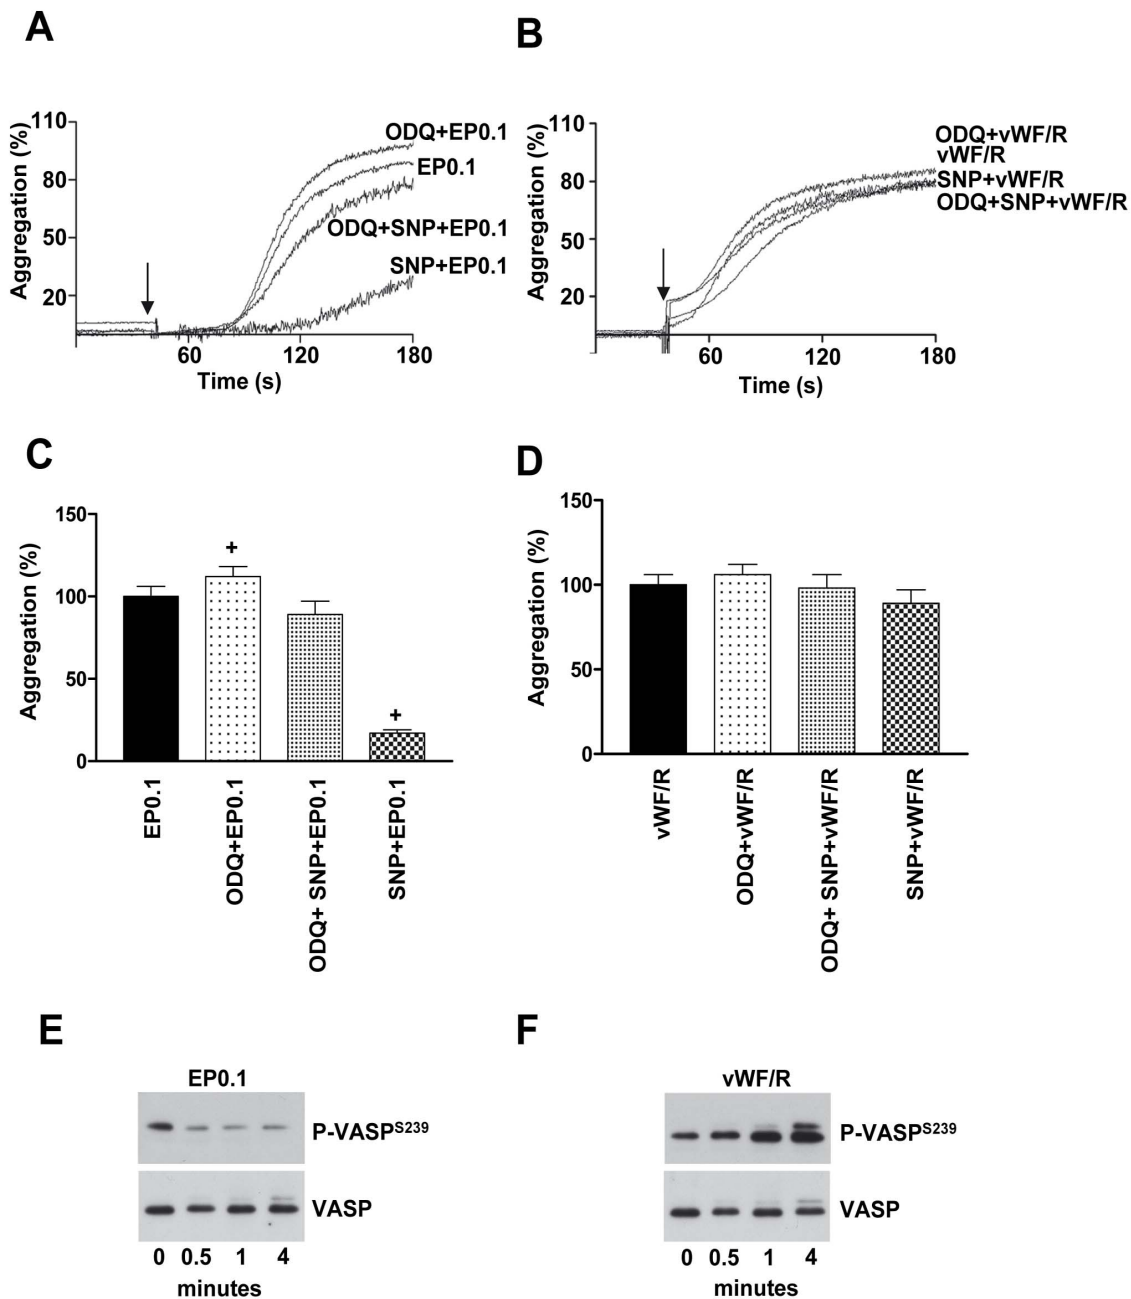 A
B
Aggregation (%)
110
80
50
20
ODQ+EP0.1
EP0.1
ODQ+SNP+EP0.1
SNP+EP0.1
60
120
180
Time (s)
Aggregation (%)
110
80
50
20
ODQ+vWF/R
vWF/R
SNP+vWF/R
ODQ+SNP+vWF/R
60
120
180
Time (s)
C
D
Aggregation (%)
150
100
50
0
+
+
EP0.1
ODQ+EP0.1
ODQ+ SNP+EP0.1
SNP+EP0.1
Aggregation (%)
150
100
50
0
vWF/R
ODQ+vWF/R
ODQ+ SNP+vWF/R
SNP+vWF/R
E
F
EP0.1
P-VASPS239
VASP
0 0.5 1 4
minutes
vWF/R
P-VASPS239
VASP
0 0.5 1 4
minutes